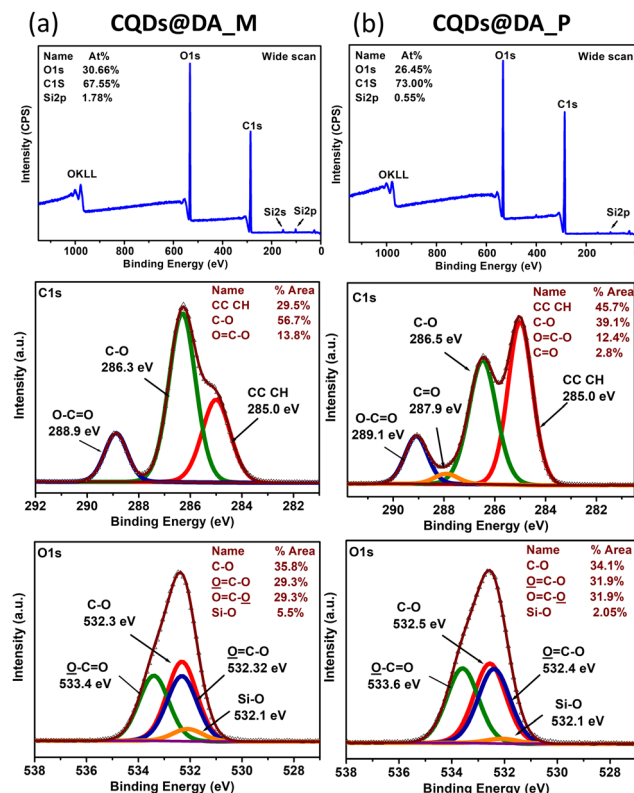 (a) CQDs@DA_M
(b) CQDs@DA_P
Name At%
O1s 30.66%
C1S 67.55%
Si2p 1.78%
O1s
Wide scan
C1s
OKLL
Si2s
Si2p
Intensity (CPS)
1000 800 600 400 200 0
Binding Energy (eV)
Name At%
O1s 26.45%
C1S 73.00%
Si2p 0.55%
O1s
Wide scan
C1s
OKLL
Si2p
Intensity (CPS)
1000 800 600 400 200 0
Binding Energy (eV)
C1s
Name % Area
CC CH 29.5%
C-O 56.7%
O=C-O 13.8%
C-O
286.3 eV
CC CH
285.0 eV
O-C=O
288.9 eV
Intensity (a.u.)
292 290 288 286 284 282
Binding Energy (eV)
C1s
Name % Area
CC CH 45.7%
C-O 39.1%
O=C-O 12.4%
C=O 2.8%
C-O
286.5 eV
C=O
287.9 eV
CC CH
285.0 eV
O-C=O
289.1 eV
Intensity (a.u.)
290 288 286 284 282
Binding Energy (eV)
O1s
Name % Area
C-O 35.8%
O=C-O 29.3%
O=C-O 29.3%
Si-O 5.5%
C-O
532.3 eV
O=C-O
532.32 eV
O-C=O
533.4 eV
Si-O
532.1 eV
Intensity (a.u.)
538 536 534 532 530 528
Binding Energy (eV)
O1s
Name % Area
C-O 34.1%
O=C-O 31.9%
O=C-O 31.9%
Si-O 2.05%
C-O
532.5 eV
O=C-O
532.4 eV
O-C=O
533.6 eV
Si-O
532.1 eV
Intensity (a.u.)
538 536 534 532 530 528
Binding Energy (eV)